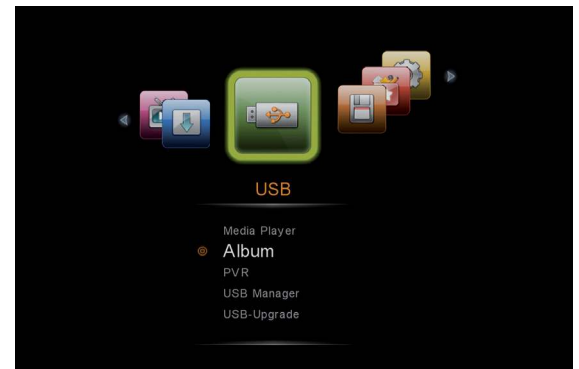 USB
Media Player
Album
PVR
USB Manager
USB-Upgrade